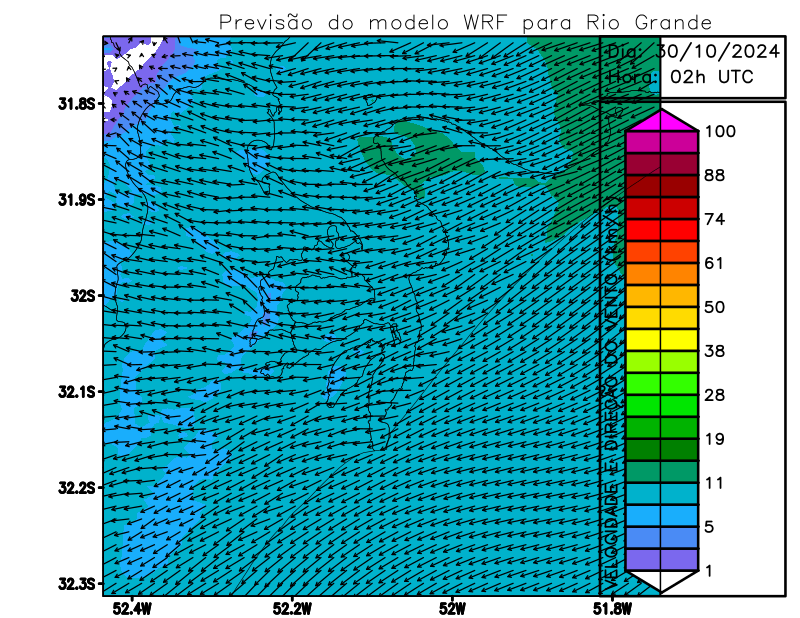 Previsão do modelo WRF para Rio Grande
Dia: 30/10/2024
Hora: 02h UTC
31.8S
31.9S
32S
32.1S
32.2S
32.3S
52.4W
52.2W
52W
51.8W
VELOCIDADE E DIREÇÃO DO VENTO (km/h)
100
88
74
61
50
38
28
19
11
5
1